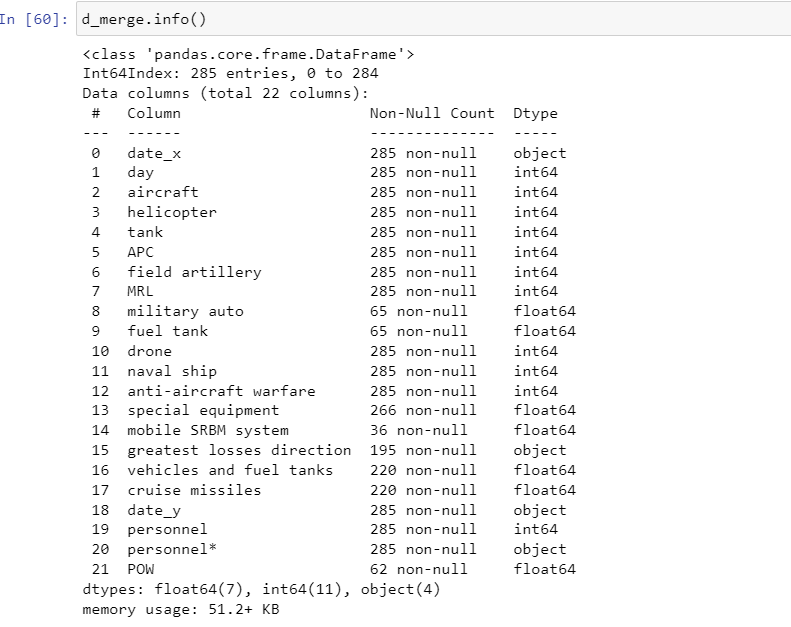 In [60]: d_merge.info()
<class 'pandas.core.frame.DataFrame'>
Int64Index: 285 entries, 0 to 284
Data columns (total 22 columns):
 #   Column                      Non-Null Count  Dtype
---  ------                      --------------  -----
 0   date_x                      285 non-null    object
 1   day                         285 non-null    int64
 2   aircraft                    285 non-null    int64
 3   helicopter                  285 non-null    int64
 4   tank                        285 non-null    int64
 5   APC                         285 non-null    int64
 6   field artillery             285 non-null    int64
 7   MRL                         285 non-null    int64
 8   military auto               65 non-null     float64
 9   fuel tank                   65 non-null     float64
 10  drone                       285 non-null    int64
 11  naval ship                  285 non-null    int64
 12  anti-aircraft warfare       285 non-null    int64
 13  special equipment           266 non-null    float64
 14  mobile SRBM system          36 non-null     float64
 15  greatest losses direction   195 non-null    object
 16  vehicles and fuel tanks     220 non-null    float64
 17  cruise missiles             220 non-null    float64
 18  date_y                      285 non-null    object
 19  personnel                   285 non-null    int64
 20  personnel*                  285 non-null    object
 21  POW                         62 non-null     float64
dtypes: float64(7), int64(11), object(4)
memory usage: 51.2+ KB